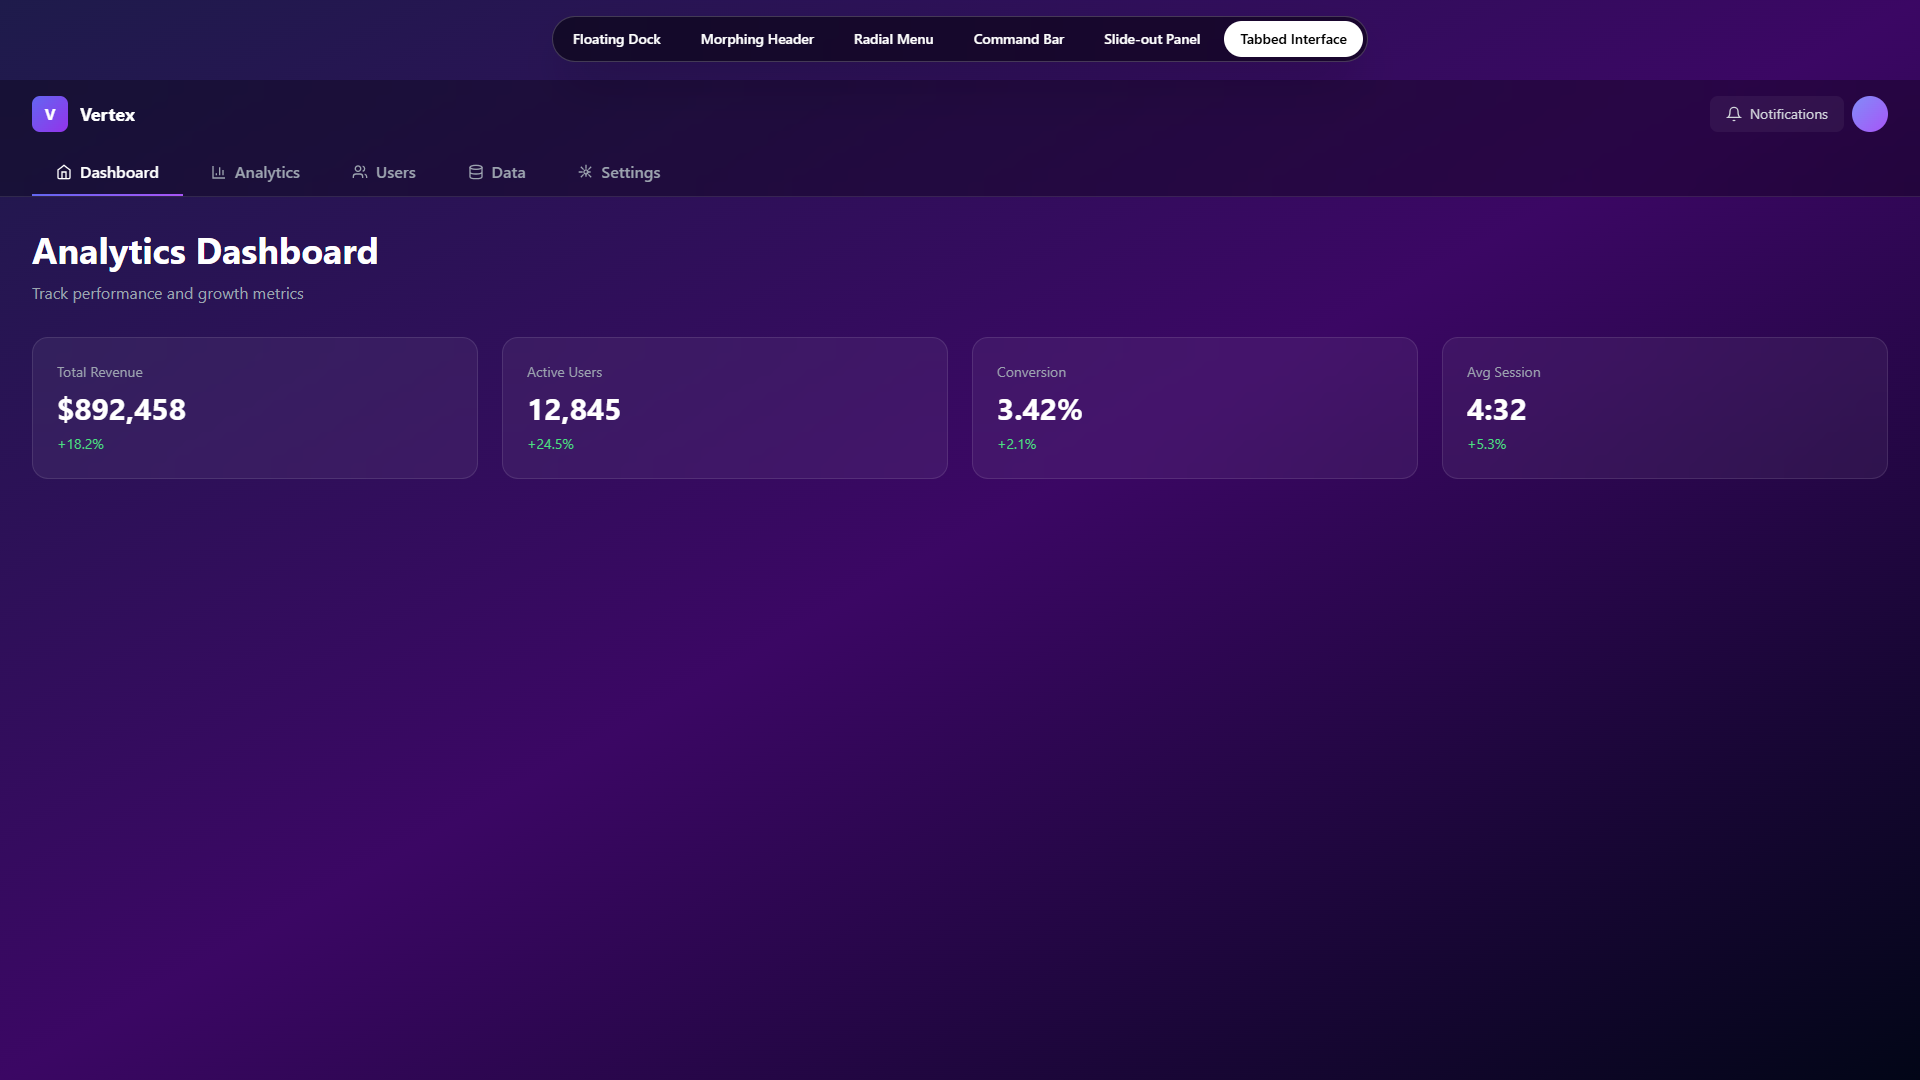 Floating Dock Morphing Header Radial Menu Command Bar Slide-out Panel Tabbed Interface
V Vertex Notifications
Dashboard Analytics Users Data Settings
Analytics Dashboard
Track performance and growth metrics
Total Revenue
$892,458
+18.2%
Active Users
12,845
+24.5%
Conversion
3.42%
+2.1%
Avg Session
4:32
+5.3%